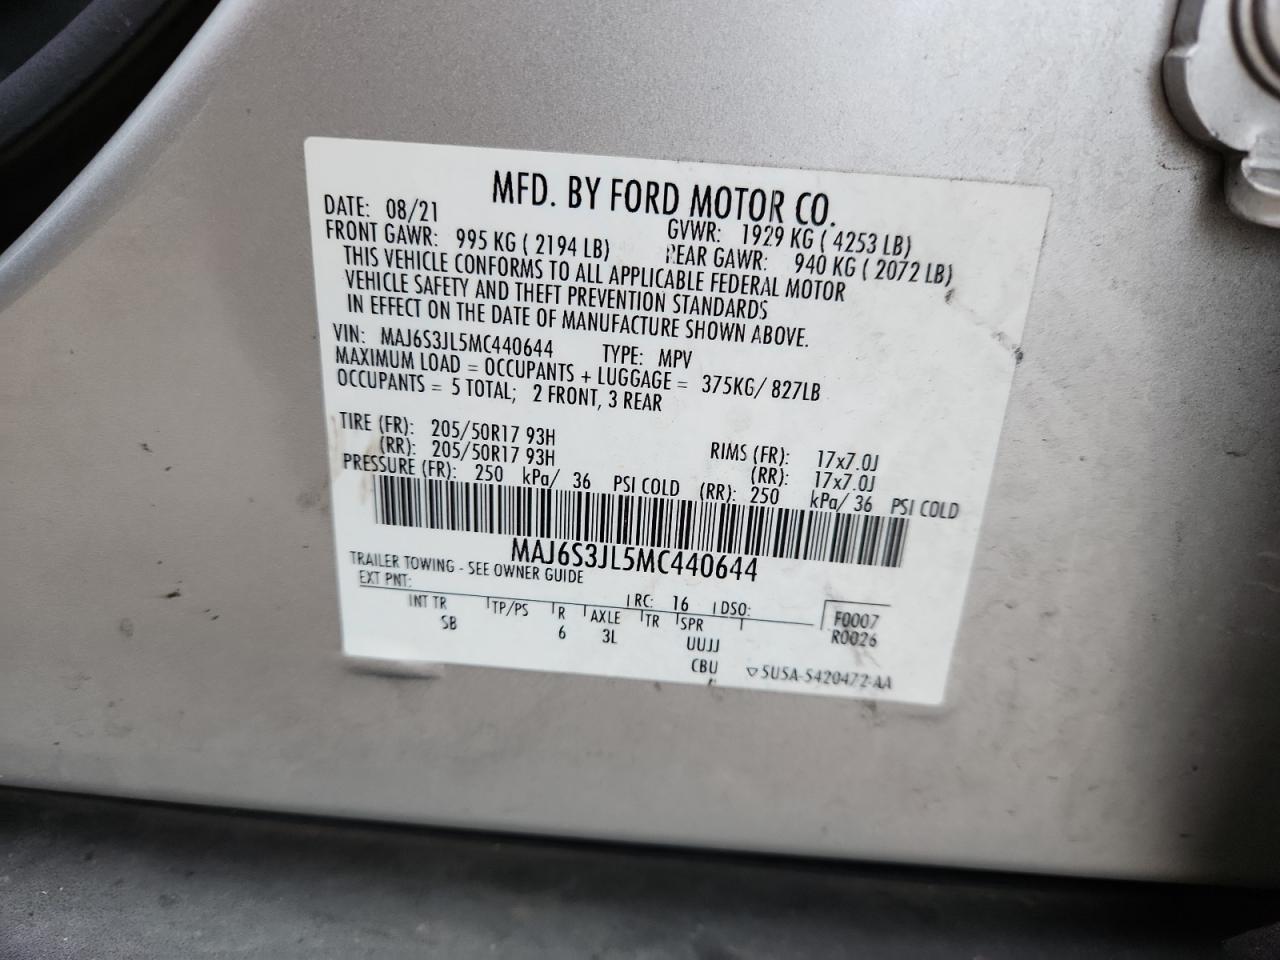 MFD. BY FORD MOTOR CO.
DATE: 08/21 GVWR: 1929 KG ( 4253 LB)
FRONT GAWR: 995 KG ( 2194 LB) REAR GAWR: 940 KG ( 2072 LB)
THIS VEHICLE CONFORMS TO ALL APPLICABLE FEDERAL MOTOR
VEHICLE SAFETY AND THEFT PREVENTION STANDARDS
IN EFFECT ON THE DATE OF MANUFACTURE SHOWN ABOVE.
VIN: MAJ6S3JL5MC440644 TYPE: MPV
MAXIMUM LOAD = OCCUPANTS + LUGGAGE = 375KG/ 827LB
OCCUPANTS = 5 TOTAL; 2 FRONT, 3 REAR
TIRE (FR): 205/50R17 93H RIMS (FR): 17x7.0J
(RR): 205/50R17 93H (RR): 17x7.0J
PRESSURE (FR): 250 kPa/ 36 PSI COLD (RR): 250 kPa/ 36 PSI COLD
MAJ6S3JL5MC440644
TRAILER TOWING - SEE OWNER GUIDE
EXT PNT: RC: 16 DSO: F0007
INT TR TP/PS R AXLE TR SPR R0026
SB 6 3L UUJJ
CBU 5U5A-5420472-AA